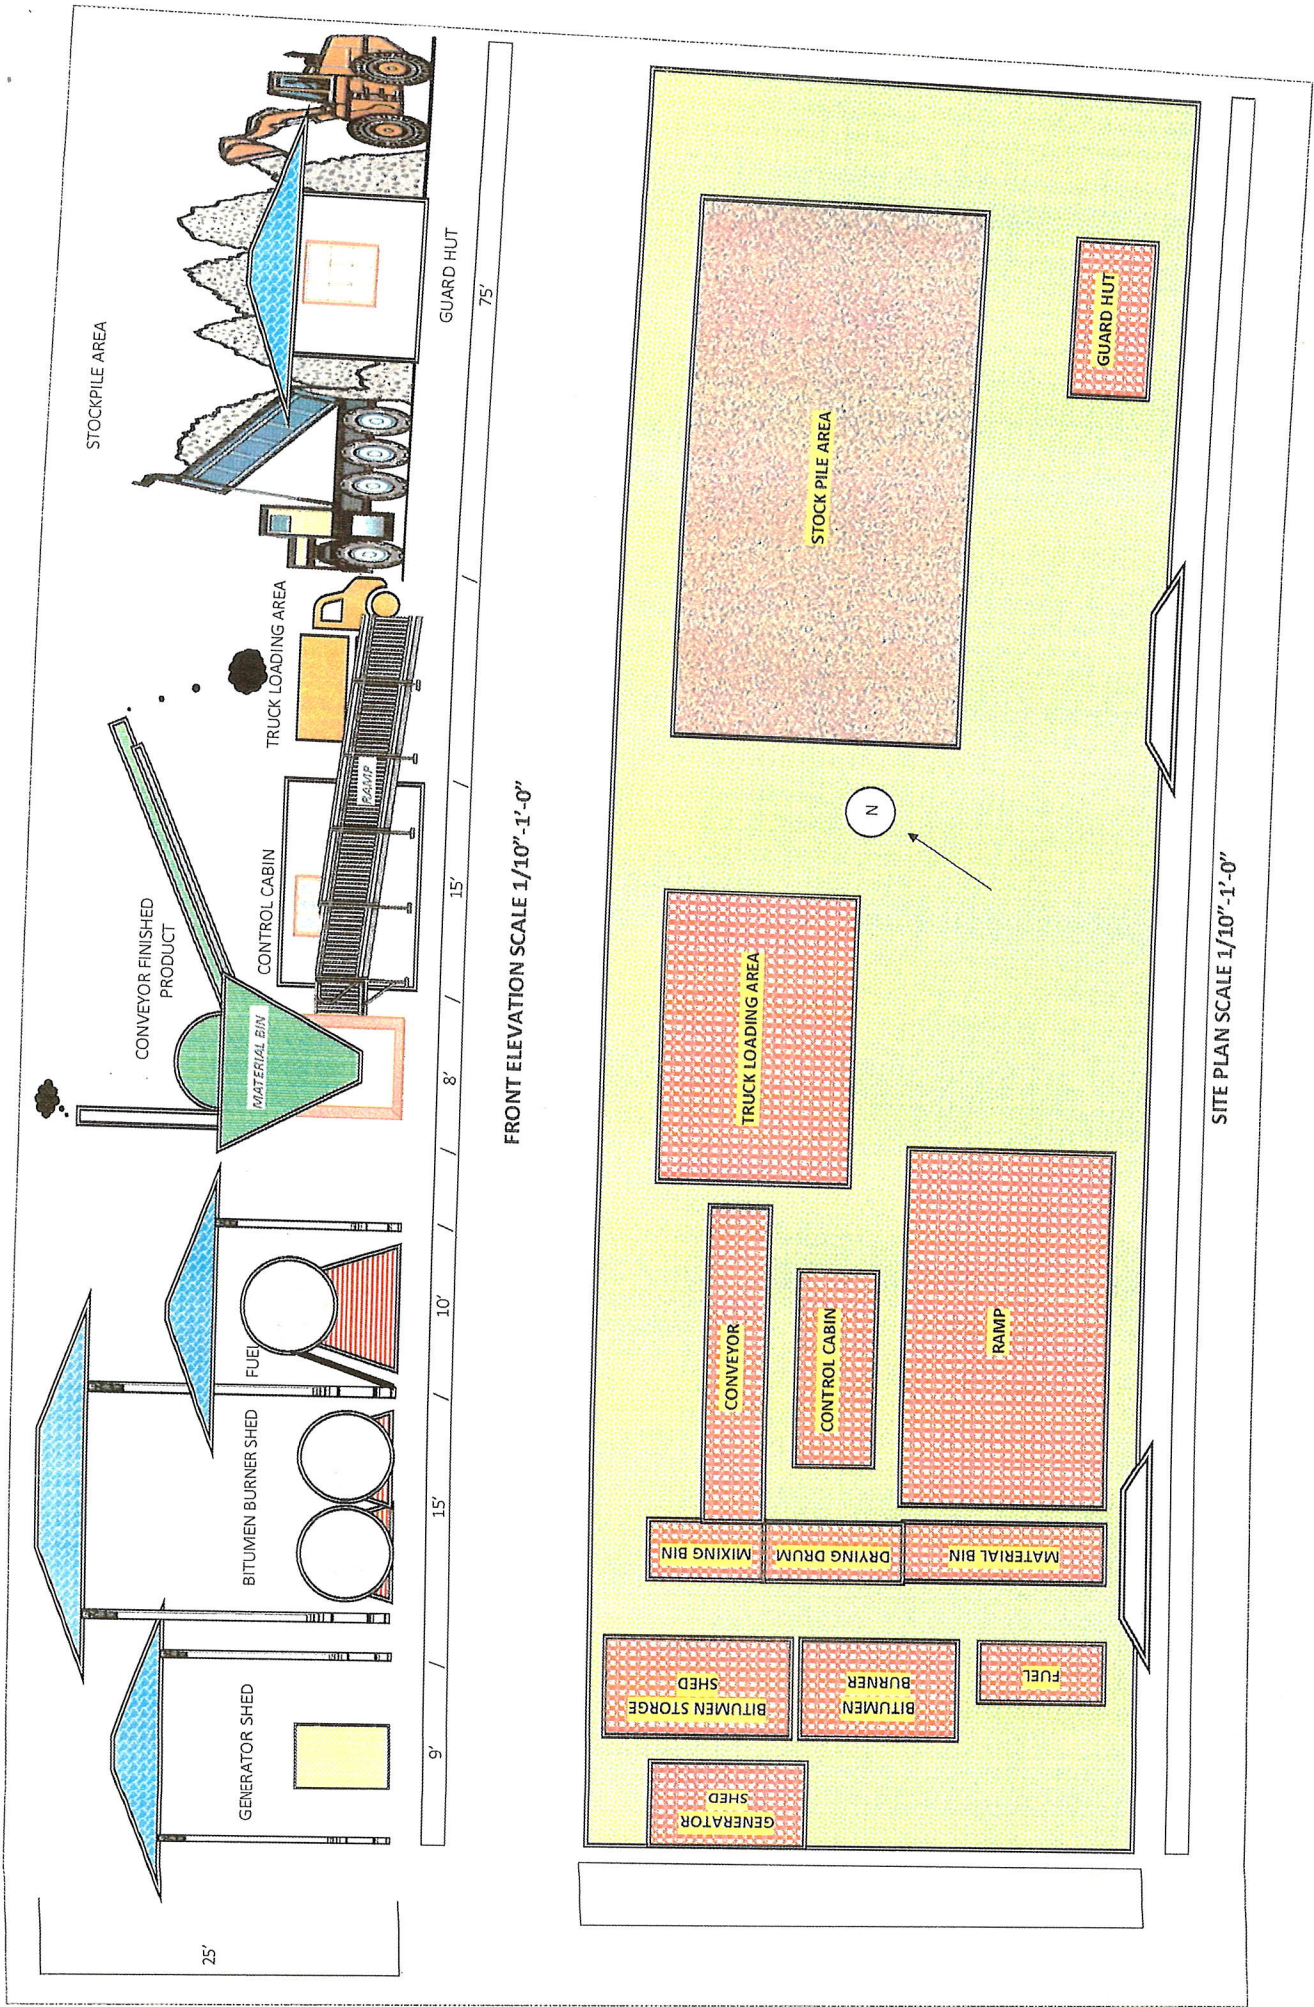 STOCKPILE AREA
CONVEYOR FINISHED
PRODUCT
TRUCK LOADING AREA
CONTROL CABIN
MATERIAL BIN
RAMP
GENERATOR SHED
BITUMEN BURNER SHED
FUEL
GUARD HUT
25'
9'
15'
10'
8'
15'
75'
FRONT ELEVATION SCALE 1/10"-1'-0"
GENERATOR
SHED
BITUMEN STORGE
SHED
BITUMEN
BURNER
FUEL
MIXING BIN
DRYING DRUM
MATERIAL BIN
CONVEYOR
CONTROL CABIN
RAMP
TRUCK LOADING AREA
N
STOCK PILE AREA
GUARD HUT
SITE PLAN SCALE 1/10"-1'-0"